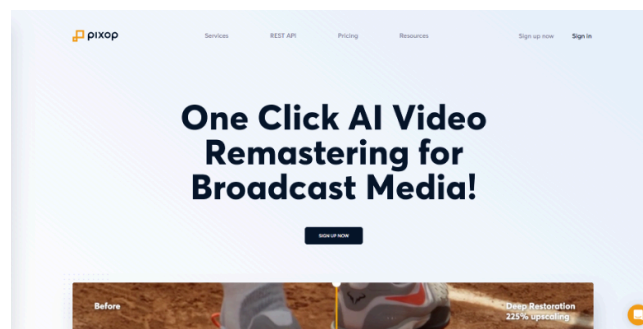 pixop
Services
REST API
Pricing
Resources
Sign up now
Sign in
One Click AI Video
Remastering for
Broadcast Media!
SIGN UP NOW
Before
Deep Restoration
225% upscaling